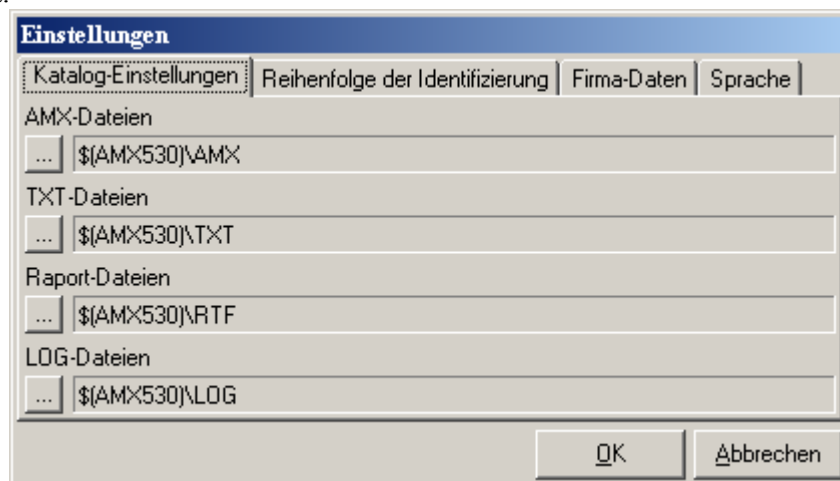 Einstellungen
Katalog-Einstellungen Reihenfolge der Identifizierung Firma-Daten Sprache
AMX-Dateien
... $(AMX530)\AMX
TXT-Dateien
... $(AMX530)\TXT
Raport-Dateien
... $(AMX530)\RTF
LOG-Dateien
... $(AMX530)\LOG
OK Abbrechen